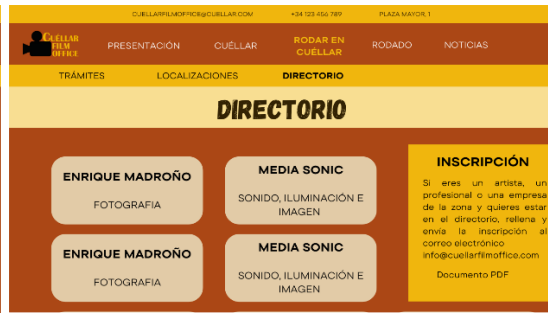 CUELLARFILMOFFICE@CUELLAR.COM
+34 123 456 789
PLAZA MAYOR, 1
CUÉLLAR
FILM
OFFICE
PRESENTACIÓN
CUÉLLAR
RODAR EN
CUÉLLAR
RODADO
NOTICIAS
TRÁMITES
LOCALIZACIONES
DIRECTORIO
DIRECTORIO
ENRIQUE MADROÑO
FOTOGRAFIA
MEDIA SONIC
SONIDO, ILUMINACIÓN E
IMAGEN
ENRIQUE MADROÑO
FOTOGRAFIA
MEDIA SONIC
SONIDO, ILUMINACIÓN E
IMAGEN
INSCRIPCIÓN
Si eres un artista, un
profesional o una empresa
de la zona y quieres estar
en el directorio, rellena y
envía la inscripción al
correo electrónico
info@cuellarfilmoffice.com
Documento PDF